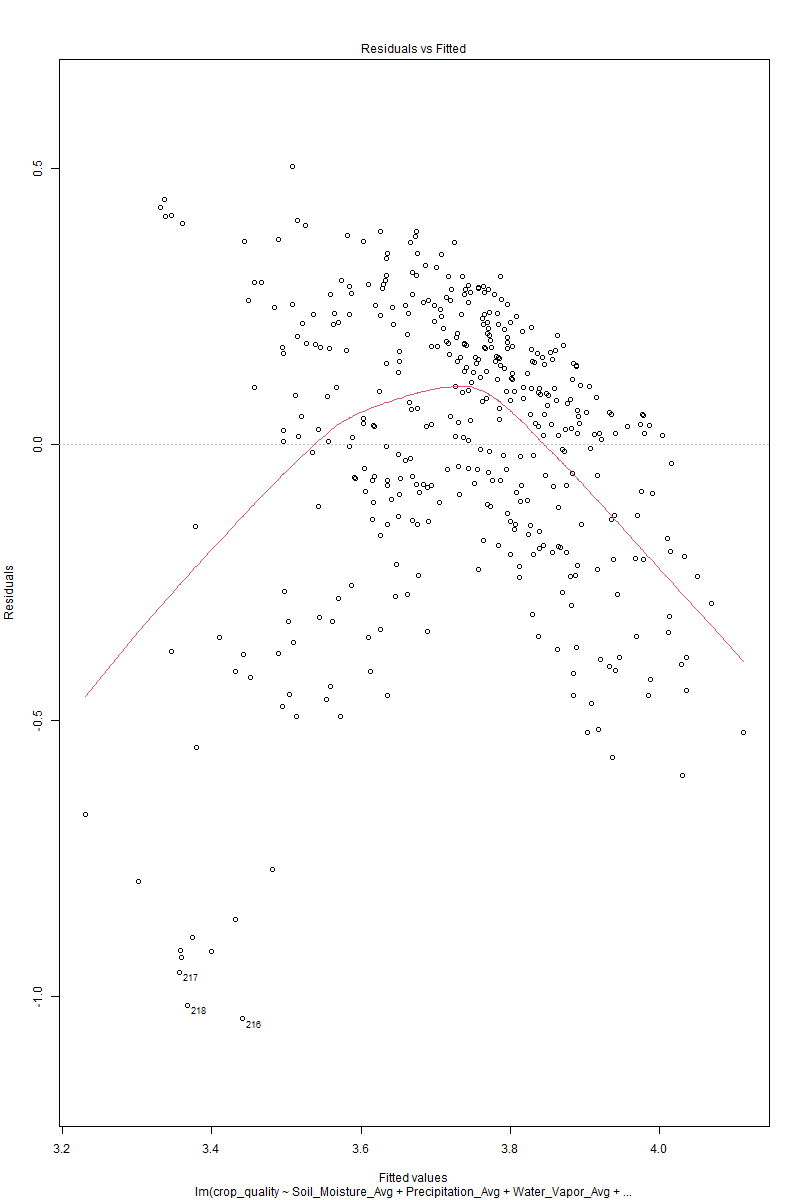 Residuals vs Fitted
0.5
0.0
-0.5
-1.0
Residuals
217
218
216
3.2 3.4 3.6 3.8 4.0
Fitted values
lm(crop_quality ~ Soil_Moisture_Avg + Precipitation_Avg + Water_Vapor_Avg + ...